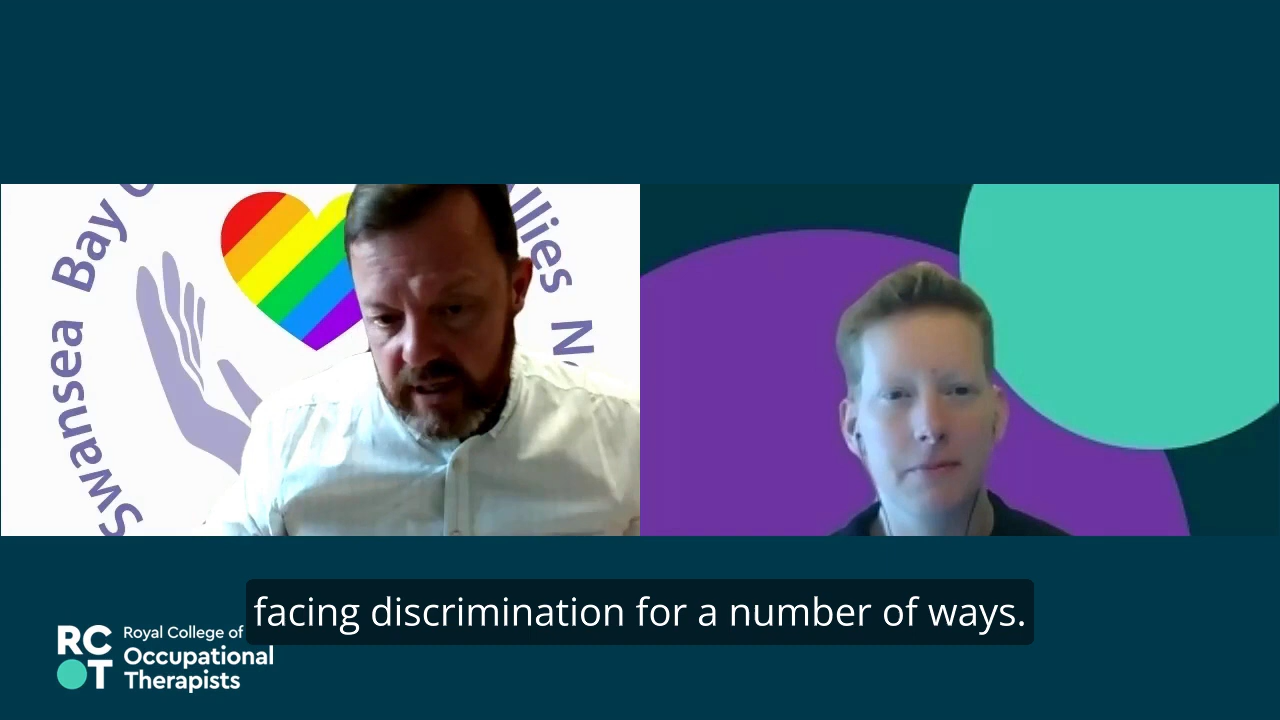 Swansea Bay
llies N
facing discrimination for a number of ways.
RC
OT
Royal College of
Occupational
Therapists